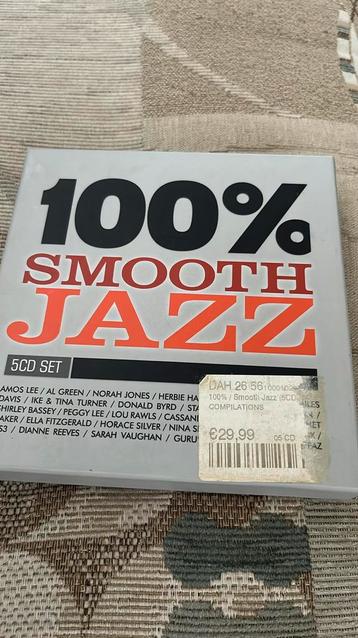 100%
SMOOTH
JAZZ
5CD SET
AMOS LEE / AL GREEN / NORAH JONES / HERBIE HA
DAVIS / IKE & TINA TURNER / DONALD BYRD / STA
SHIRLEY BASSEY / PEGGY LEE / LOU RAWLS / CASSAN
AKER / ELLA FITZGERALD / HORACE SILVER / NINA S
S3 / DIANNE REEVES / SARAH VAUGHAN / GURU
DAH 26 56
100% / Smooth Jazz (5CD
COMPILATIONS
€29,99 05 CD